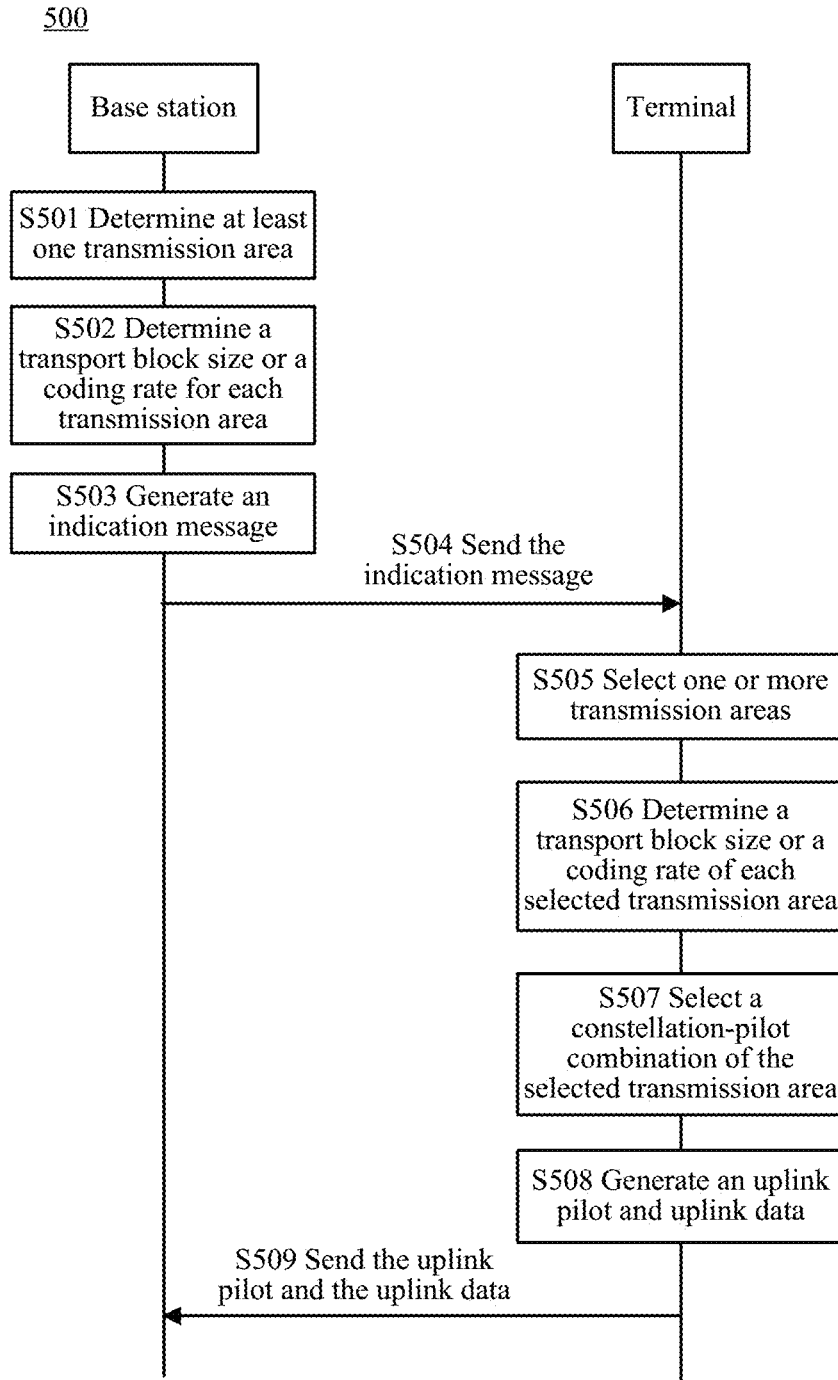 500
Base station
Terminal
S501 Determine at least
one transmission area
S502 Determine a
transport block size or a
coding rate for each
transmission area
S503 Generate an
indication message
S504 Send the
indication message
S505 Select one or more
transmission areas
S506 Determine a
transport block size or a
coding rate of each
selected transmission area
S507 Select a
constellation-pilot
combination of the
selected transmission area
S508 Generate an uplink
pilot and uplink data
S509 Send the uplink
pilot and the uplink data